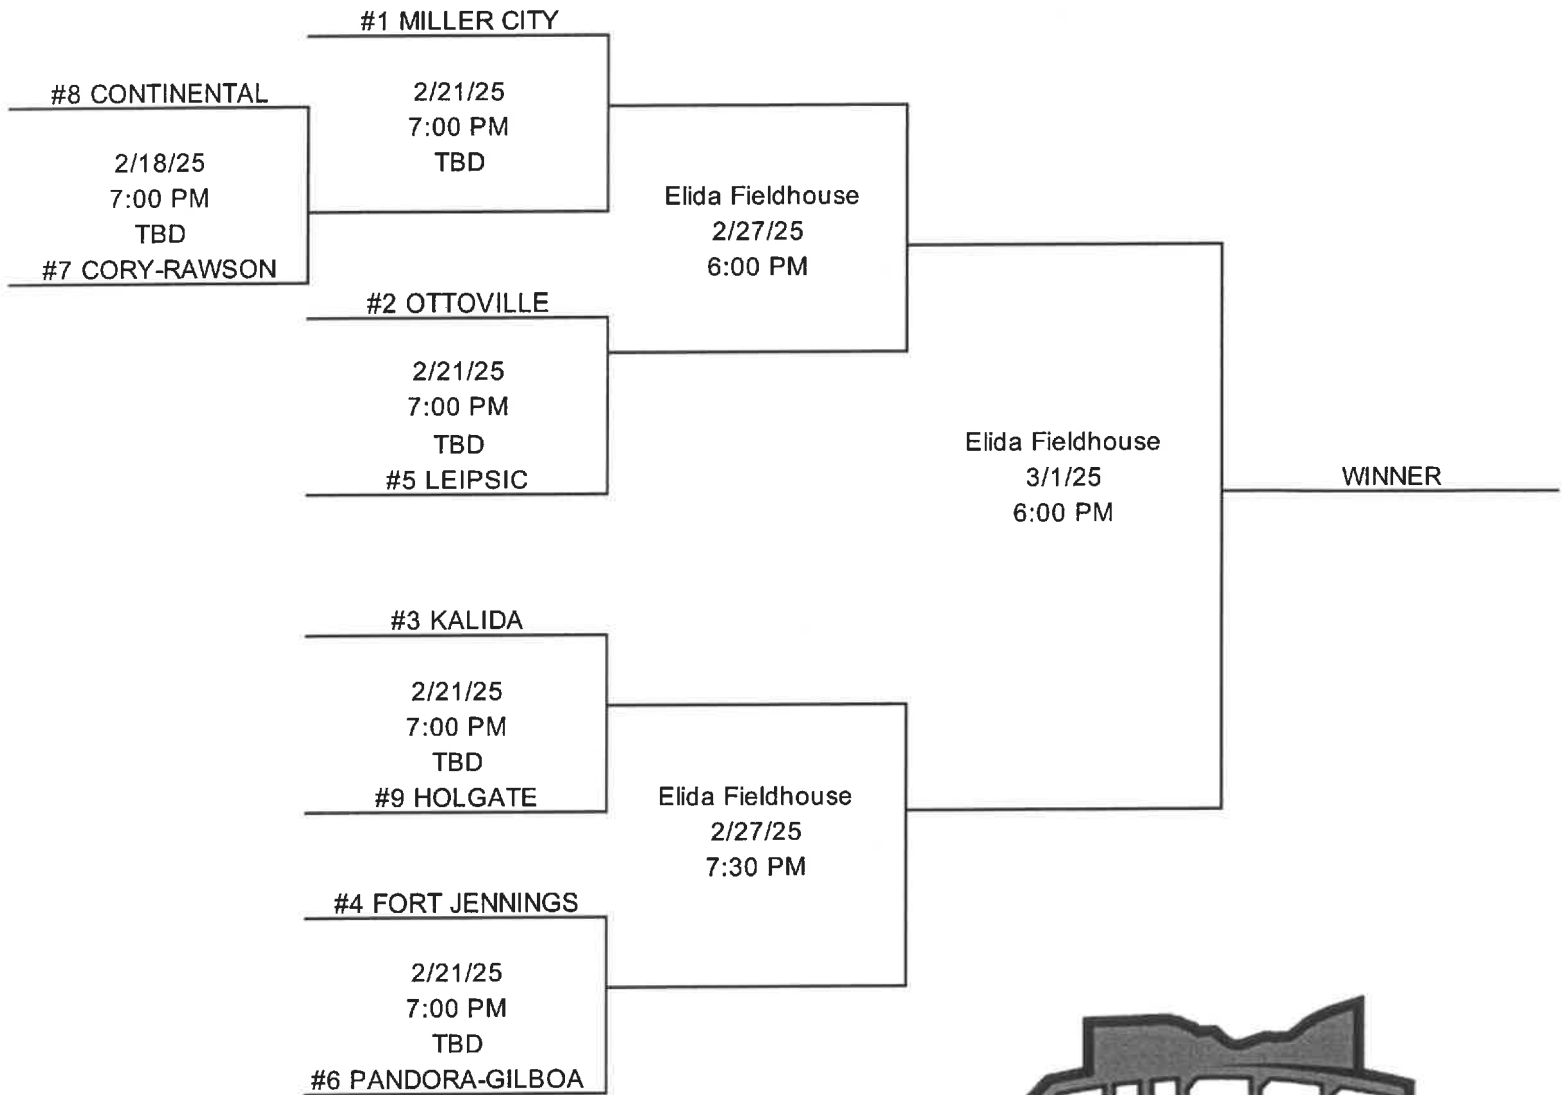 #1 MILLER CITY
2/21/25
7:00 PM
TBD
#8 CONTINENTAL
2/18/25
7:00 PM
TBD
#7 CORY-RAWSON
Elida Fieldhouse
2/27/25
6:00 PM
#2 OTTOVILLE
2/21/25
7:00 PM
TBD
#5 LEIPSIC
Elida Fieldhouse
3/1/25
6:00 PM
WINNER
#3 KALIDA
2/21/25
7:00 PM
TBD
#9 HOLGATE
Elida Fieldhouse
2/27/25
7:30 PM
#4 FORT JENNINGS
2/21/25
7:00 PM
TBD
#6 PANDORA-GILBOA